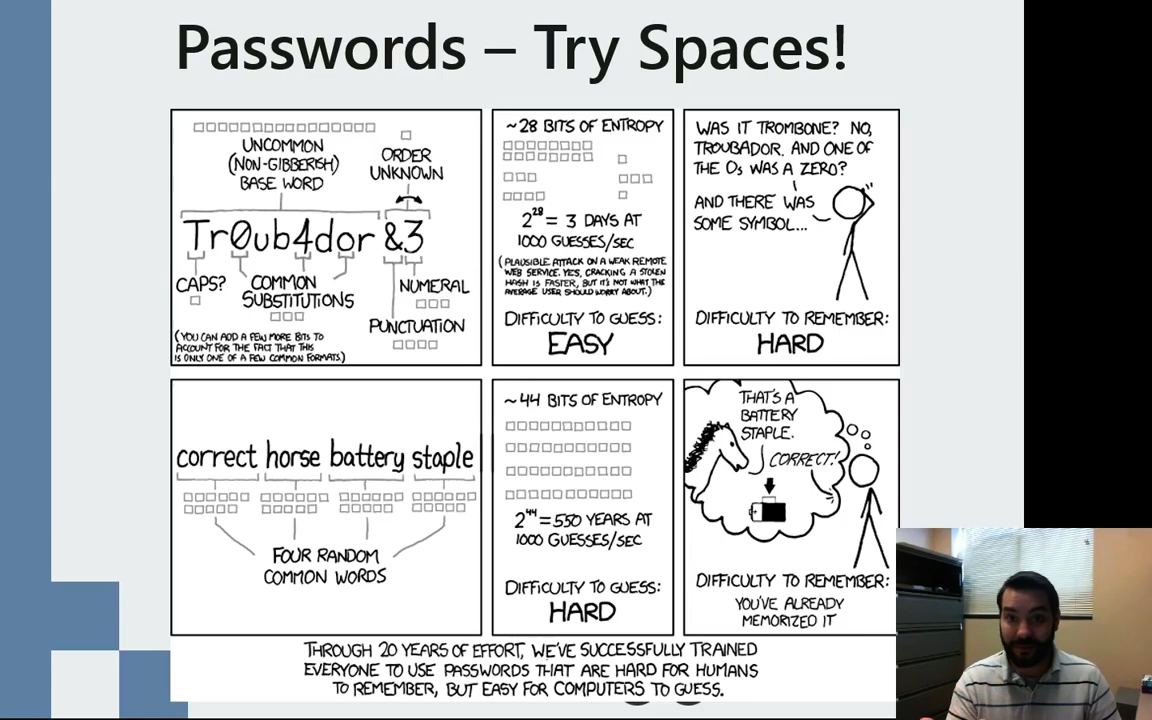 Passwords – Try Spaces!
UNCOMMON
(NON-GIBBERISH)
BASE WORD
ORDER
UNKNOWN
Tr0ub4dor &3
CAPS?
COMMON
SUBSTITUTIONS
NUMERAL
PUNCTUATION
(YOU CAN ADD A FEW MORE BITS TO
ACCOUNT FOR THE FACT THAT THIS
IS ONLY ONE OF A FEW COMMON FORMATS.)
~28 BITS OF ENTROPY
2^28 = 3 DAYS AT
1000 GUESSES/SEC
(PLAUSIBLE ATTACK ON A WEAK REMOTE
WEB SERVICE. YES, CRACKING A STOLEN
HASH IS FASTER, BUT IT'S NOT WHAT THE
AVERAGE USER SHOULD WORRY ABOUT.)
DIFFICULTY TO GUESS:
EASY
WAS IT TROMBONE? NO,
TROUBADOR. AND ONE OF
THE Os WAS A ZERO?
AND THERE WAS
SOME SYMBOL...
DIFFICULTY TO REMEMBER:
HARD
correct horse battery staple
FOUR RANDOM
COMMON WORDS
~44 BITS OF ENTROPY
2^44 = 550 YEARS AT
1000 GUESSES/SEC
DIFFICULTY TO GUESS:
HARD
THAT'S A
BATTERY
STAPLE.
CORRECT!
DIFFICULTY TO REMEMBER:
YOU'VE ALREADY
MEMORIZED IT
THROUGH 20 YEARS OF EFFORT, WE'VE SUCCESSFULLY TRAINED
EVERYONE TO USE PASSWORDS THAT ARE HARD FOR HUMANS
TO REMEMBER, BUT EASY FOR COMPUTERS TO GUESS.